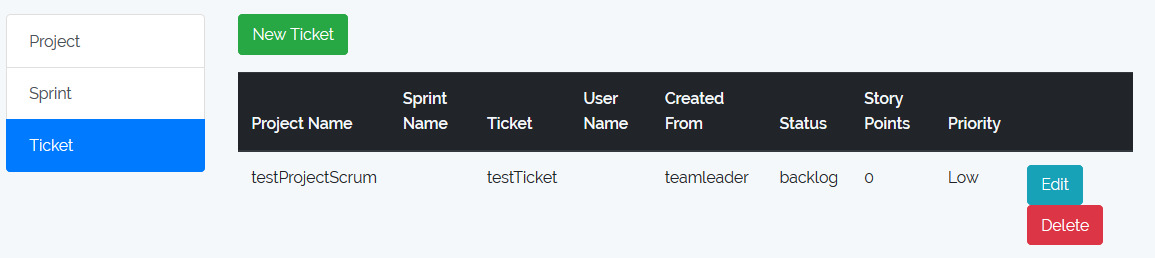 Project
Sprint
Ticket
New Ticket
Project Name Sprint Name Ticket User Name Created From Status Story Points Priority
testProjectScrum testTicket teamleader backlog 0 Low Edit
Delete